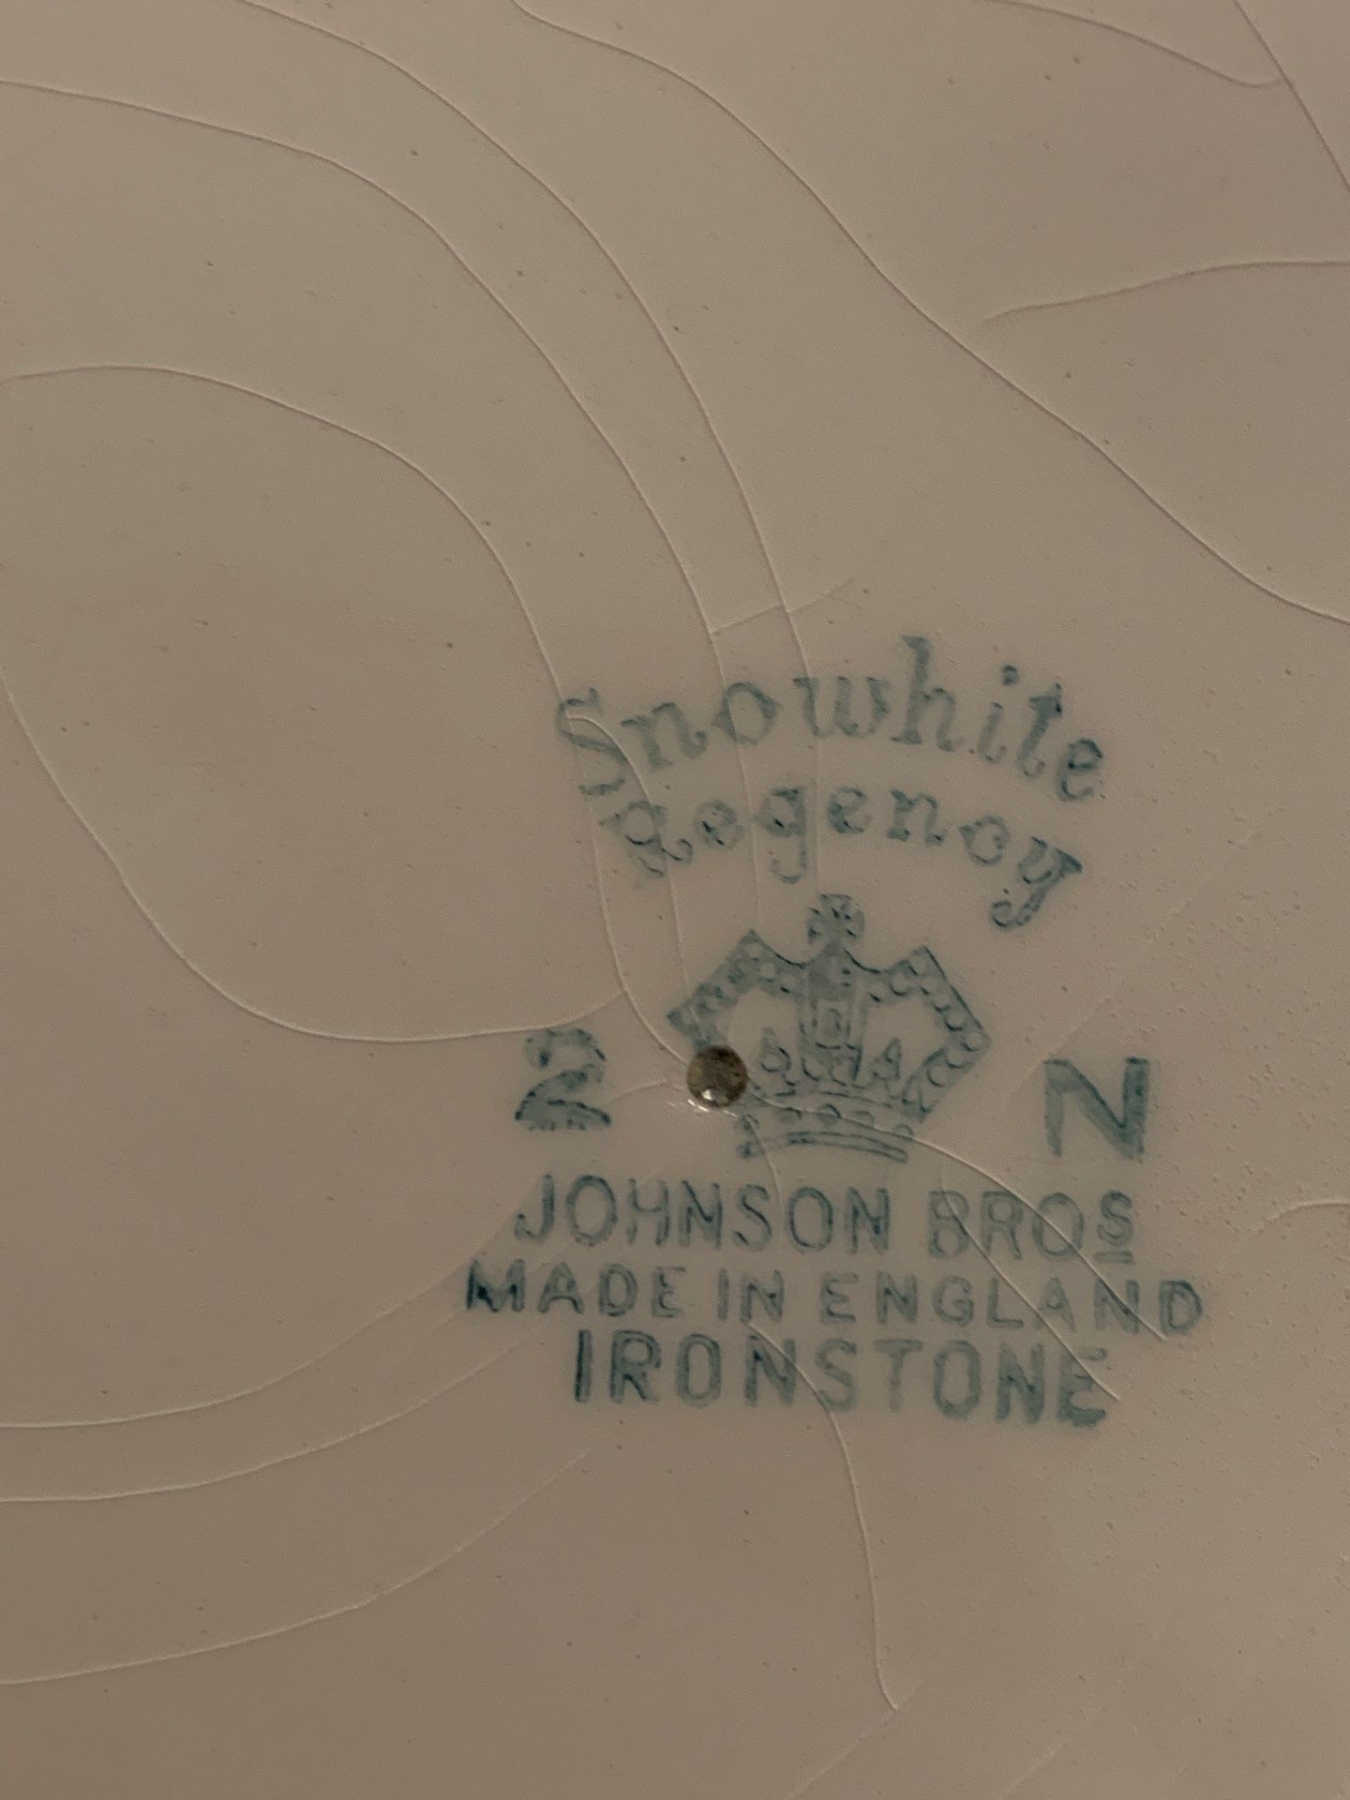 Snowhite
Regency
2 N
JOHNSON BROS
MADE IN ENGLAND
IRONSTONE